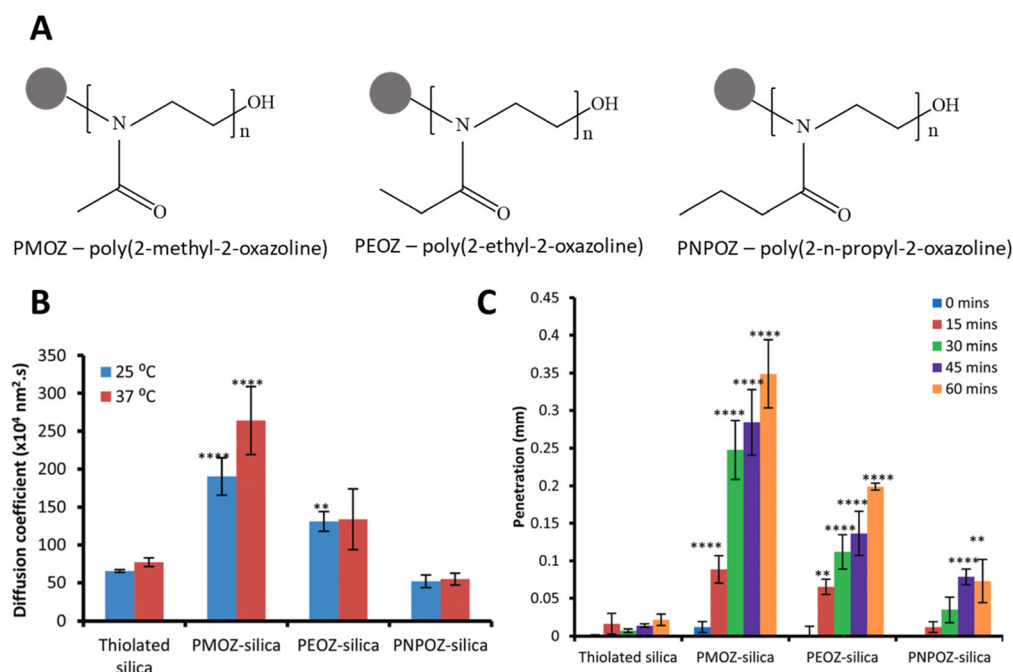 A
N
OH
n
O
N
OH
n
O
N
OH
n
O
PMOZ – poly(2-methyl-2-oxazoline)
PEOZ – poly(2-ethyl-2-oxazoline)
PNPOZ – poly(2-n-propyl-2-oxazoline)
B
Diffusion coefficient (x10⁴ nm².s)
350
300
250
200
150
100
50
0
25 ⁰C
37 ⁰C
****
****
**
Thiolated
silica
PMOZ-silica
PEOZ-silica
PNPOZ-silica
C
Penetration (mm)
0.45
0.4
0.35
0.3
0.25
0.2
0.15
0.1
0.05
0
0 mins
15 mins
30 mins
45 mins
60 mins
****
****
****
****
**
****
****
****
****
**
Thiolated silica
PMOZ-silica
PEOZ-silica
PNPOZ-silica